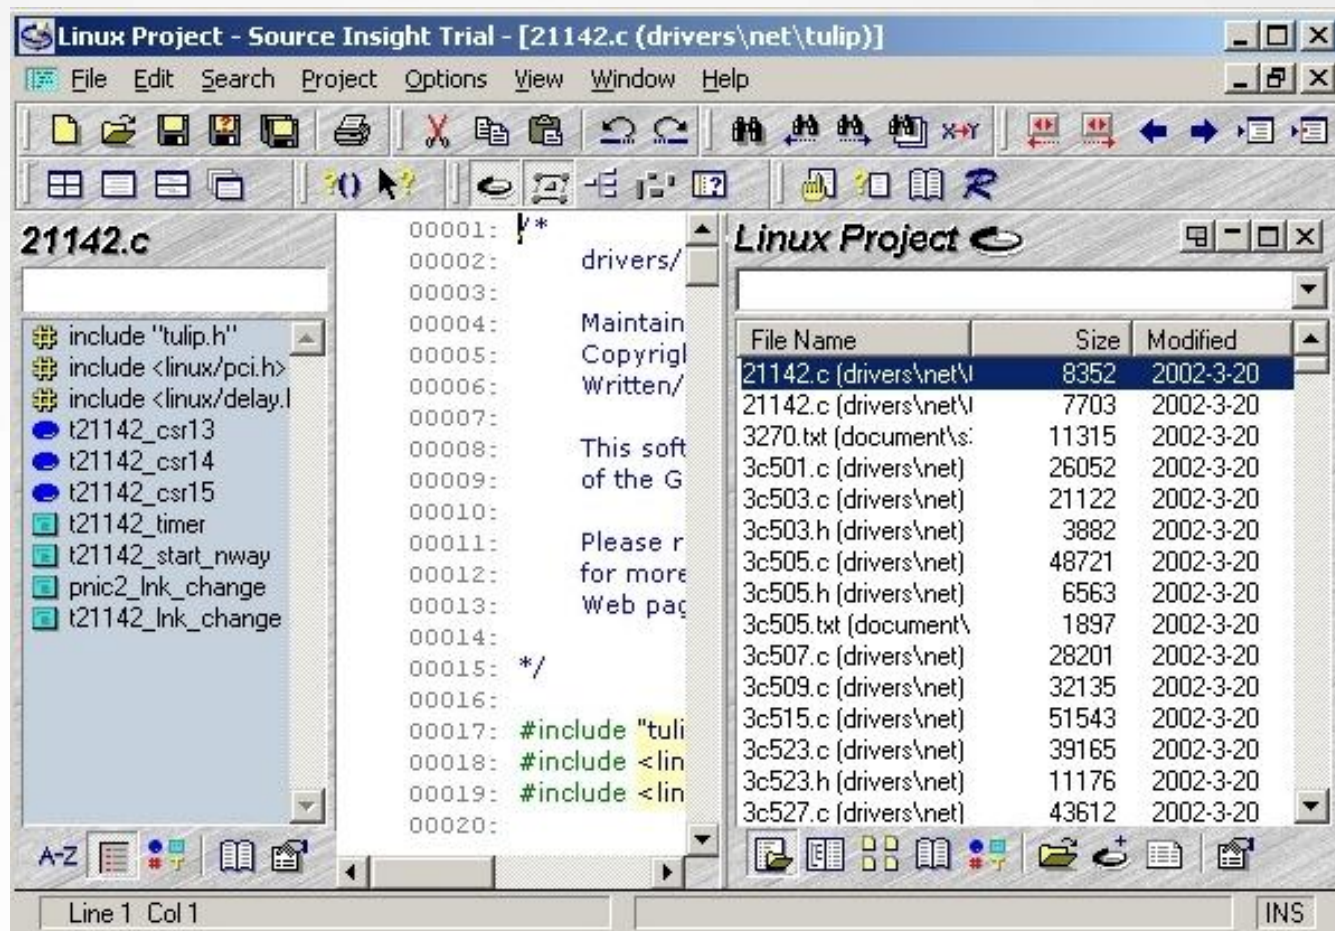 Linux Project - Source Insight Trial - [21142.c (drivers\net\tulip)]
File Edit Search Project Options View Window Help
X→Y
?() ? ?
?
R
21142.c
include "tulip.h"
include <linux/pci.h>
include <linux/delay.
t21142_csr13
t21142_csr14
t21142_csr15
t21142_timer
t21142_start_nway
pnic2_lnk_change
t21142_lnk_change
A-Z
00001: /*
00002: drivers/
00003:
00004: Maintain
00005: Copyrigh
00006: Written/
00007:
00008: This soft
00009: of the G
00010:
00011: Please r
00012: for more
00013: Web pag
00014:
00015: */
00016:
00017: #include "tuli
00018: #include <lin
00019: #include <lin
00020:
Linux Project
File Name Size Modified
21142.c (drivers\net\ 8352 2002-3-20
21142.c (drivers\net\ 7703 2002-3-20
3270.txt (document\s 11315 2002-3-20
3c501.c (drivers\net) 26052 2002-3-20
3c503.c (drivers\net) 21122 2002-3-20
3c503.h (drivers\net) 3882 2002-3-20
3c505.c (drivers\net) 48721 2002-3-20
3c505.h (drivers\net) 6563 2002-3-20
3c505.txt (document\ 1897 2002-3-20
3c507.c (drivers\net) 28201 2002-3-20
3c509.c (drivers\net) 32135 2002-3-20
3c515.c (drivers\net) 51543 2002-3-20
3c523.c (drivers\net) 39165 2002-3-20
3c523.h (drivers\net) 11176 2002-3-20
3c527.c (drivers\net) 43612 2002-3-20
Line 1 Col 1
INS